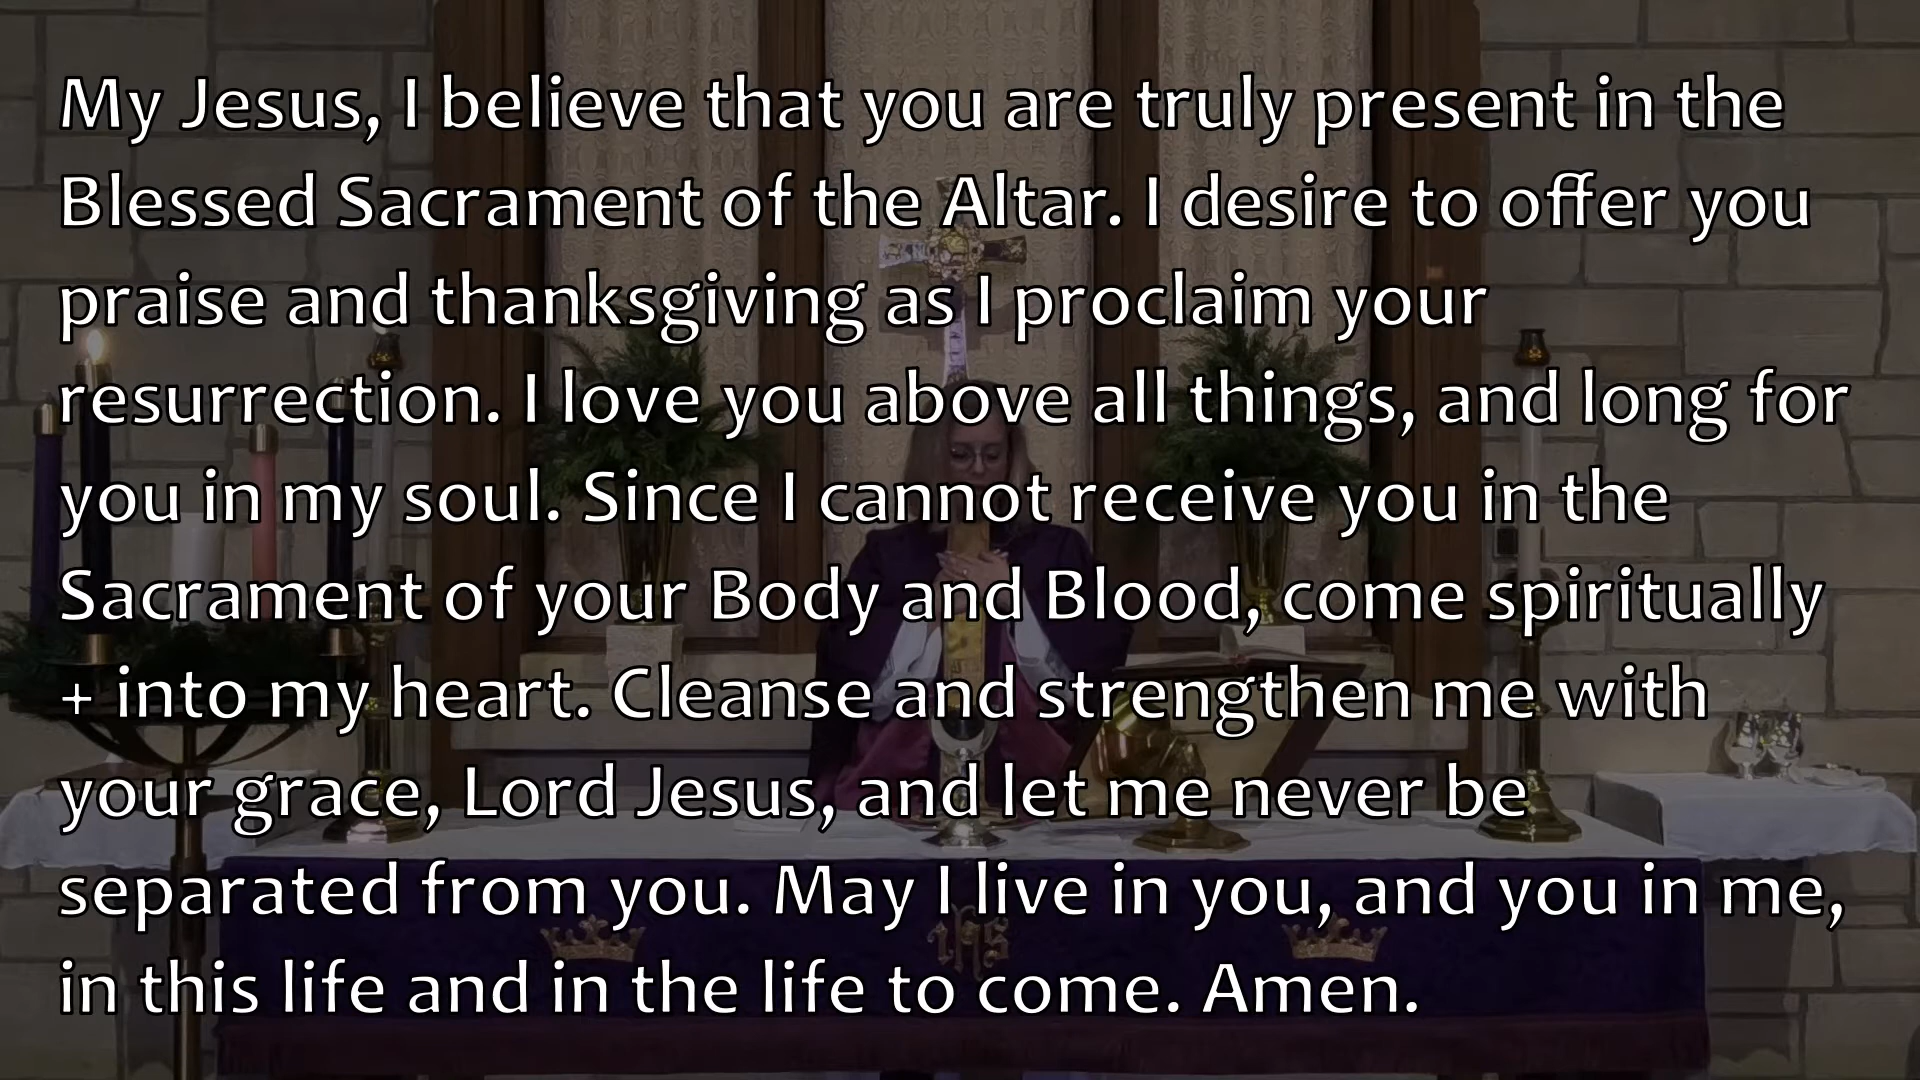 My Jesus, I believe that you are truly present in the
Blessed Sacrament of the Altar. I desire to offer you
praise and thanksgiving as I proclaim your
resurrection. I love you above all things, and long for
you in my soul. Since I cannot receive you in the
Sacrament of your Body and Blood, come spiritually
+ into my heart. Cleanse and strengthen me with
your grace, Lord Jesus, and let me never be
separated from you. May I live in you, and you in me,
in this life and in the life to come. Amen.
IHS